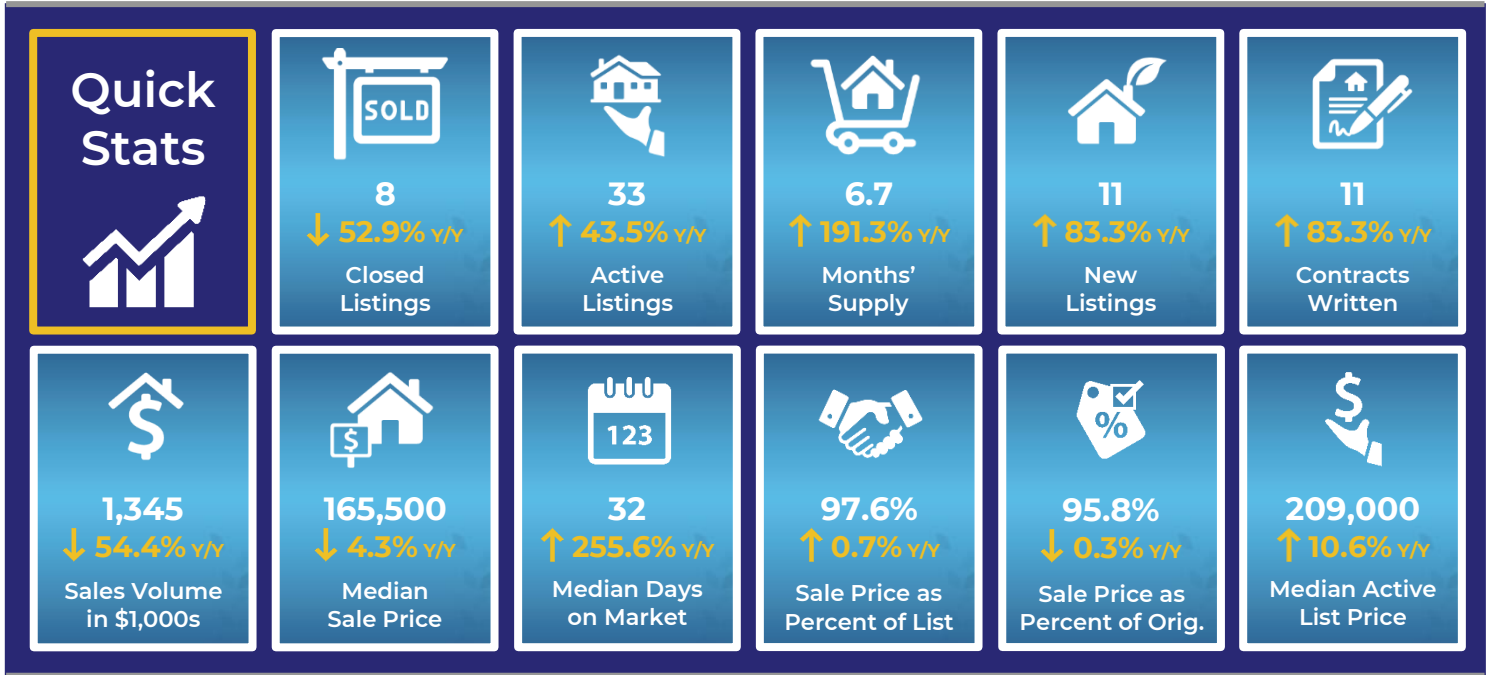 Quick
Stats
SOLD
8
↓ 52.9% Y/Y
Closed
Listings
33
↑ 43.5% Y/Y
Active
Listings
6.7
↑ 191.3% Y/Y
Months’
Supply
11
↑ 83.3% Y/Y
New
Listings
11
↑ 83.3% Y/Y
Contracts
Written
$
1,345
↓ 54.4% Y/Y
Sales Volume
in $1,000s
$
165,500
↓ 4.3% Y/Y
Median
Sale Price
123
32
↑ 255.6% Y/Y
Median Days
on Market
97.6%
↑ 0.7% Y/Y
Sale Price as
Percent of List
%
95.8%
↓ 0.3% Y/Y
Sale Price as
Percent of Orig.
$
209,000
↑ 10.6% Y/Y
Median Active
List Price